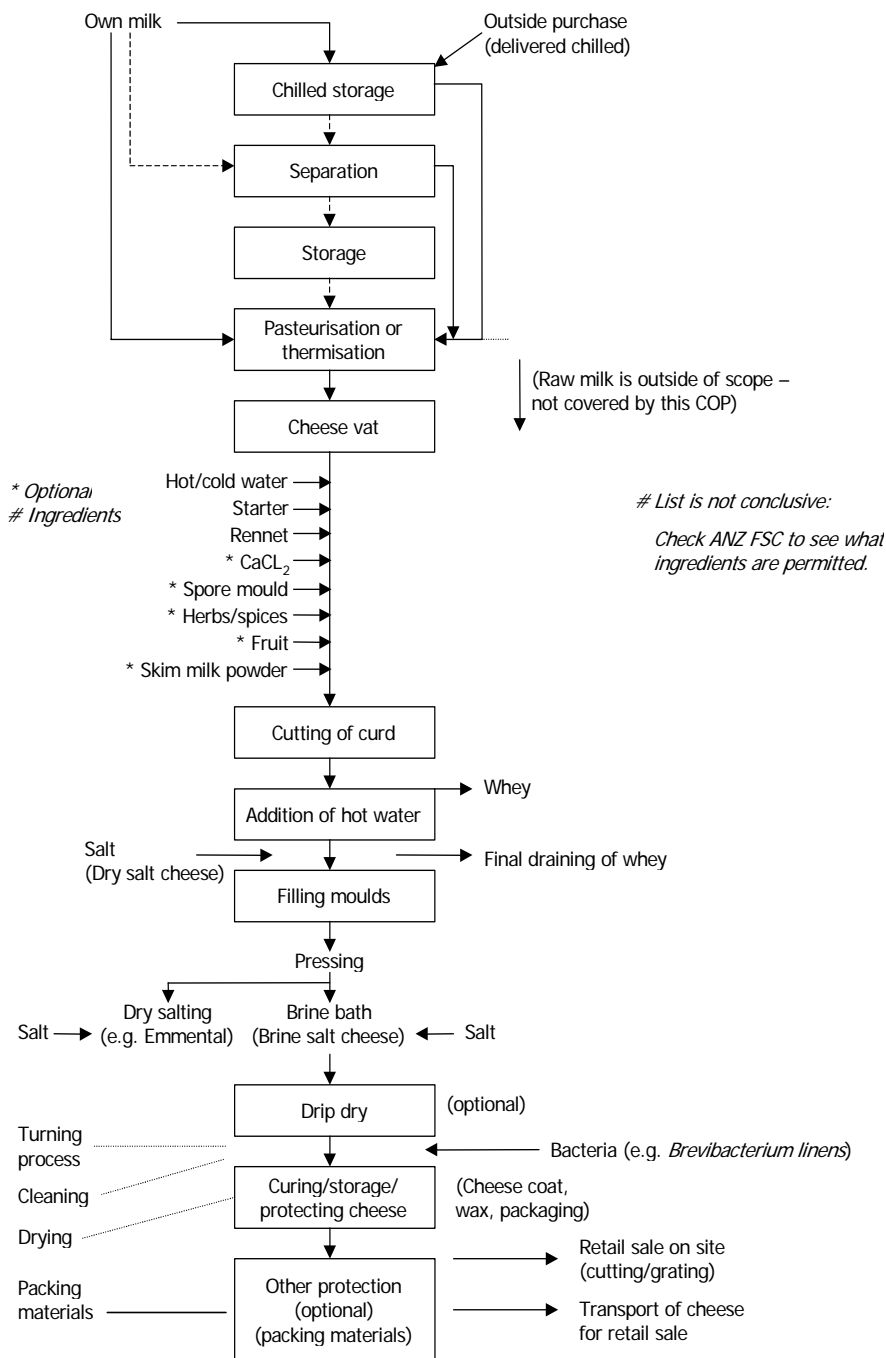 Own milk
Outside purchase
(delivered chilled)
Chilled storage
Separation
Storage
Pasteurisation or
thermisation
(Raw milk is outside of scope –
not covered by this COP)
Cheese vat
* Optional
# Ingredients
Hot/cold water
Starter
Rennet
* CaCL₂
* Spore mould
* Herbs/spices
* Fruit
* Skim milk powder
# List is not conclusive:
Check ANZ FSC to see what
ingredients are permitted.
Cutting of curd
Whey
Addition of hot water
Salt
(Dry salt cheese)
Final draining of whey
Filling moulds
Pressing
Salt
Dry salting
(e.g. Emmental)
Brine bath
(Brine salt cheese)
Salt
Drip dry
(optional)
Turning
process
Bacteria (e.g. Brevibacterium linens)
Cleaning
Curing/storage/
protecting cheese
(Cheese coat,
wax, packaging)
Drying
Packing
materials
Other protection
(optional)
(packing materials)
Retail sale on site
(cutting/grating)
Transport of cheese
for retail sale